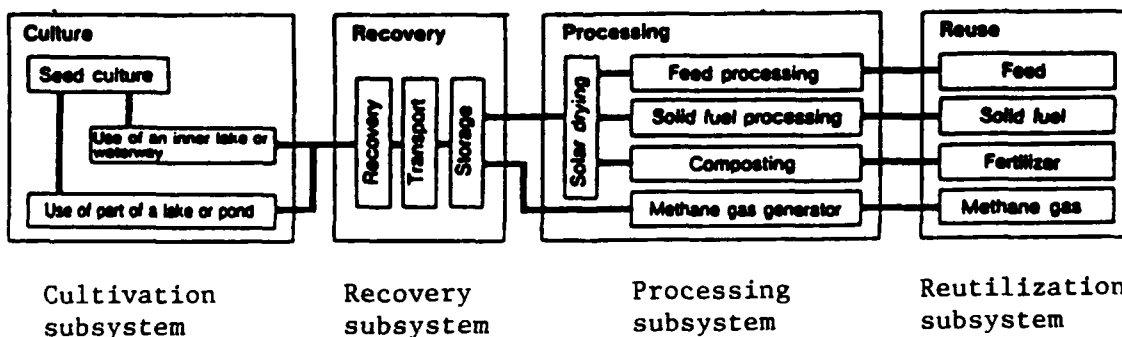 Culture
Seed culture
Use of an inner lake or
waterway
Use of part of a lake or pond
Recovery
Recovery
Transport
Storage
Processing
Solar drying
Feed processing
Solid fuel processing
Composting
Methane gas generator
Reuse
Feed
Solid fuel
Fertilizer
Methane gas
Cultivation
subsystem
Recovery
subsystem
Processing
subsystem
Reutilization
subsystem